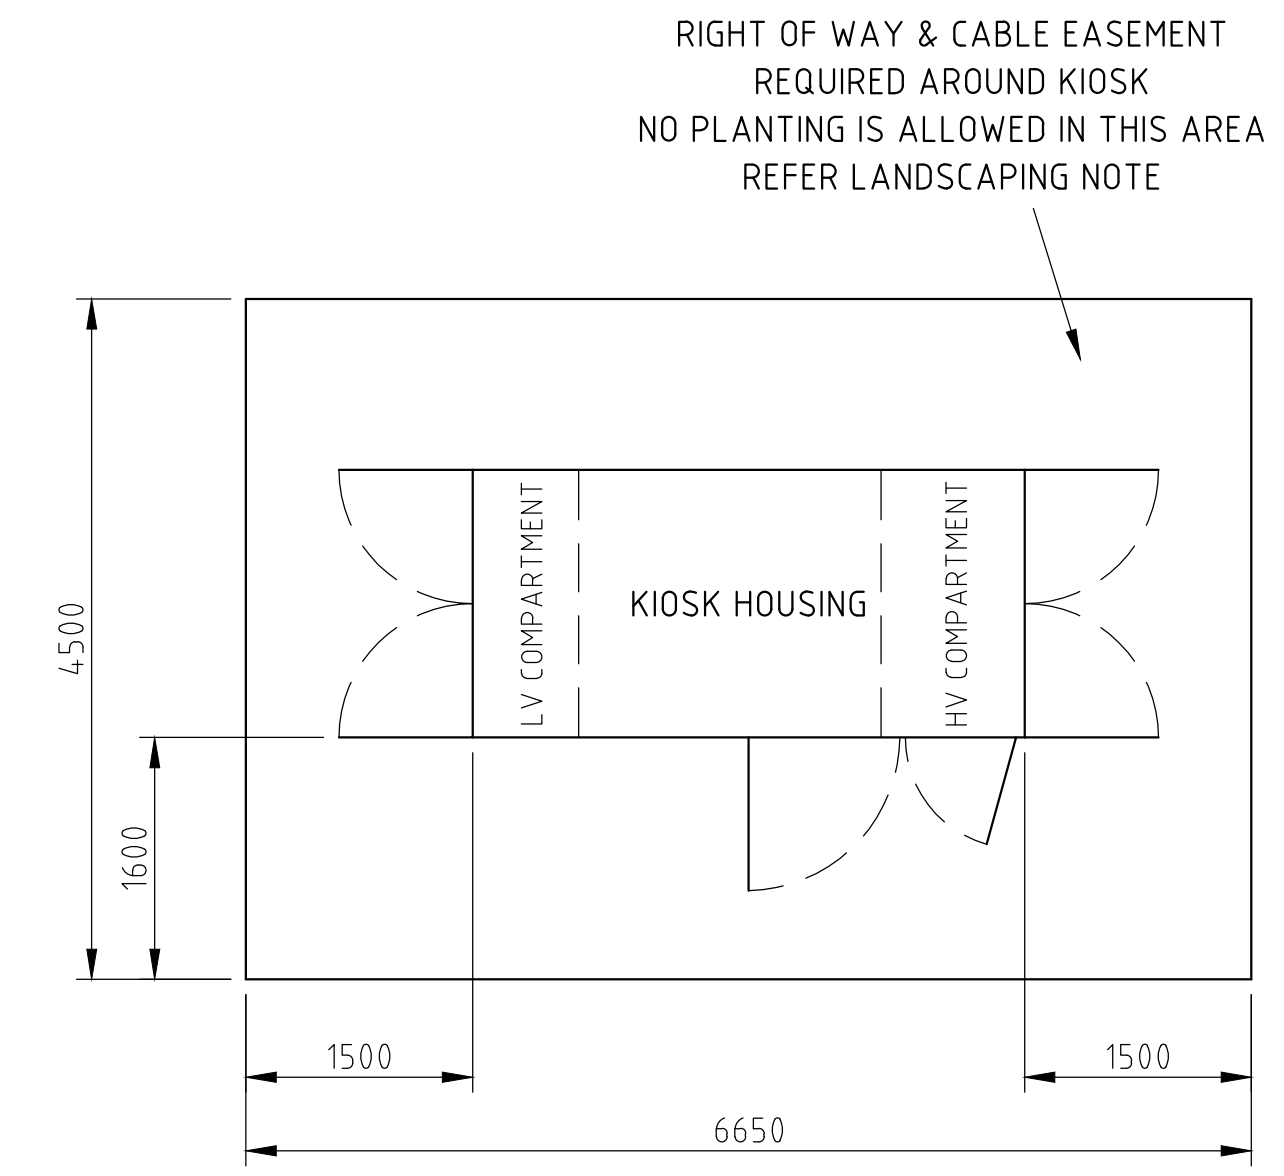 RIGHT OF WAY & CABLE EASEMENT
REQUIRED AROUND KIOSK
NO PLANTING IS ALLOWED IN THIS AREA
REFER LANDSCAPING NOTE
LV COMPARTMENT
KIOSK HOUSING
HV COMPARTMENT
4500
1600
1500
1500
6650